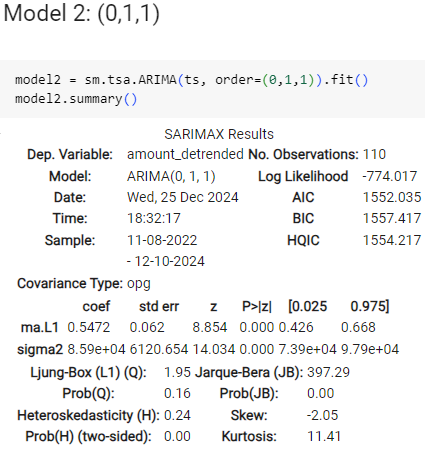 Model 2: (0,1,1)
model2 = sm.tsa.ARIMA(ts, order=(0,1,1)).fit()
model2.summary()
SARIMAX Results
Dep. Variable: amount_detrended No. Observations: 110
Model: ARIMA(0, 1, 1) Log Likelihood -774.017
Date: Wed, 25 Dec 2024 AIC 1552.035
Time: 18:32:17 BIC 1557.417
Sample: 11-08-2022 HQIC 1554.217
- 12-10-2024
Covariance Type: opg
coef std err z P>|z| [0.025 0.975]
ma.L1 0.5472 0.062 8.854 0.000 0.426 0.668
sigma2 8.59e+04 6120.654 14.034 0.000 7.39e+04 9.79e+04
Ljung-Box (L1) (Q): 1.95 Jarque-Bera (JB): 397.29
Prob(Q): 0.16 Prob(JB): 0.00
Heteroskedasticity (H): 0.24 Skew: -2.05
Prob(H) (two-sided): 0.00 Kurtosis: 11.41